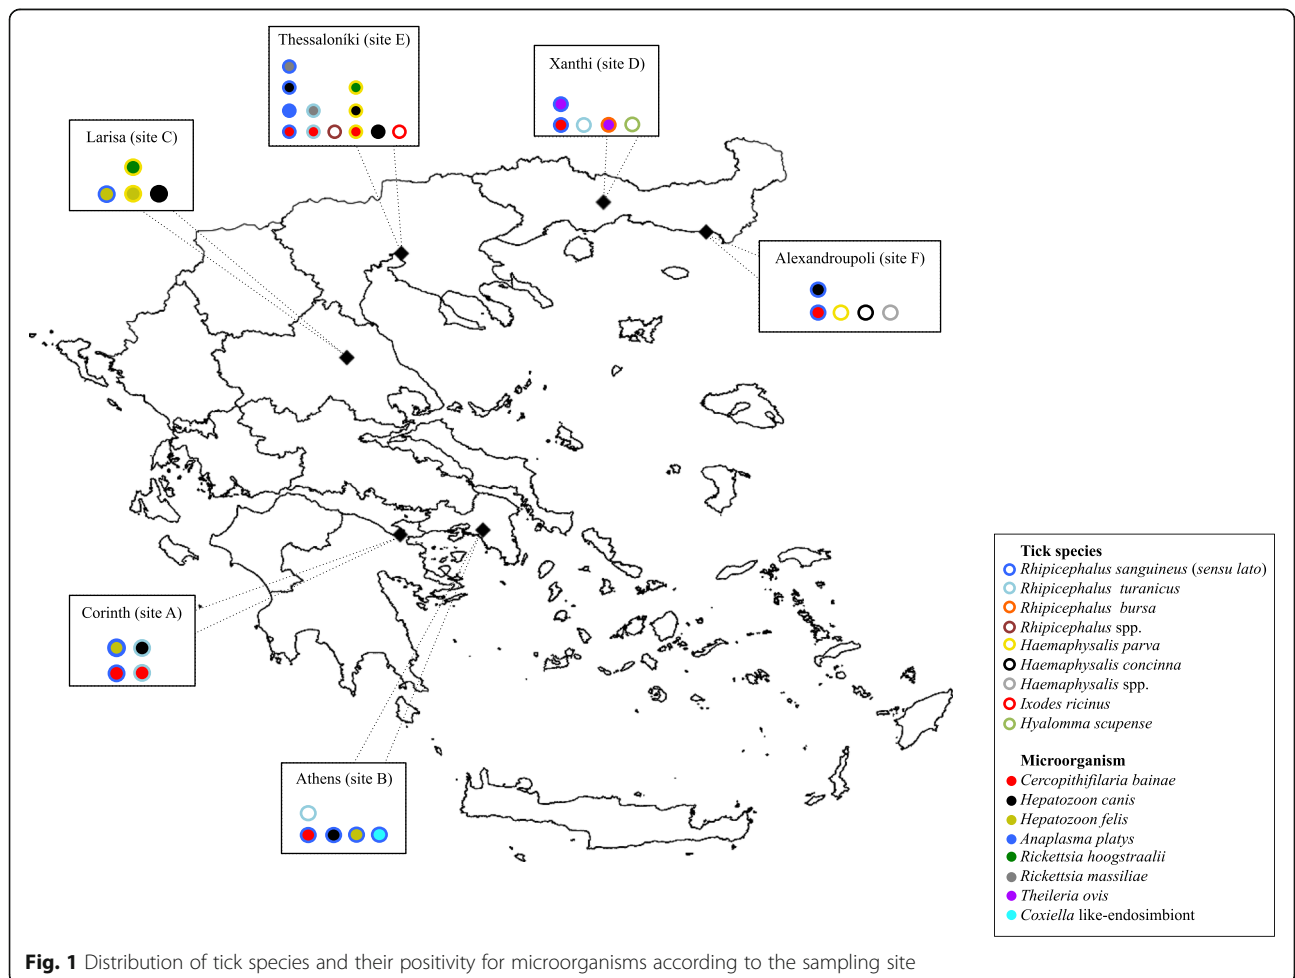 Thessaloníki (site E)
Xanthi (site D)
Larisa (site C)
Alexandroupoli (site F)
Corinth (site A)
Athens (site B)
Tick species
Rhipicephalus sanguineus (sensu lato)
Rhipicephalus turanicus
Rhipicephalus bursa
Rhipicephalus spp.
Haemaphysalis parva
Haemaphysalis concinna
Haemaphysalis spp.
Ixodes ricinus
Hyalomma scupense
Microorganism
Cercopithifilaria bainae
Hepatozoon canis
Hepatozoon felis
Anaplasma platys
Rickettsia hoogstraalii
Rickettsia massiliae
Theileria ovis
Coxiella like-endosimbiont
Fig. 1 Distribution of tick species and their positivity for microorganisms according to the sampling site